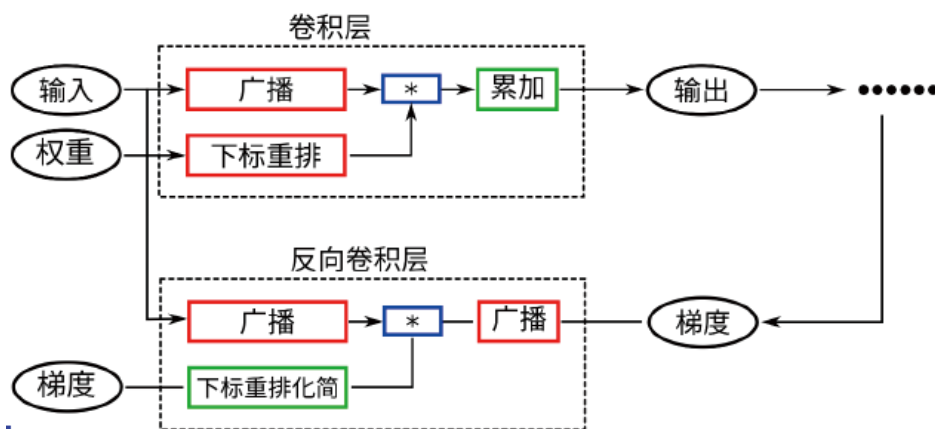 卷积层
输入
广播
*
累加
输出
......
权重
下标重排
反向卷积层
广播
*
广播
梯度
梯度
下标重排化简